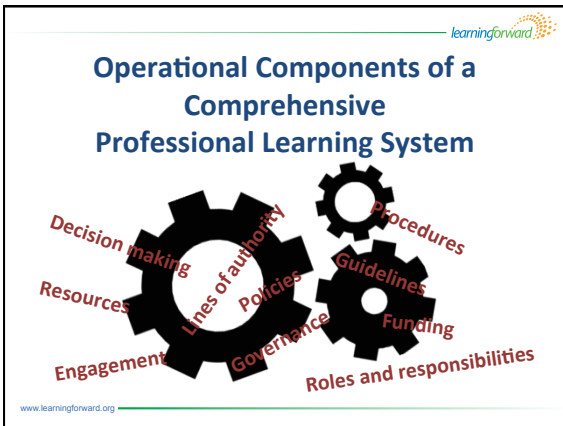 learningforward
Operational Components of a
Comprehensive
Professional Learning System
Decision making
Lines of authority
Procedures
Resources
Policies
Guidelines
Engagement
Governance
Funding
Roles and responsibilities
www.learningforward.org